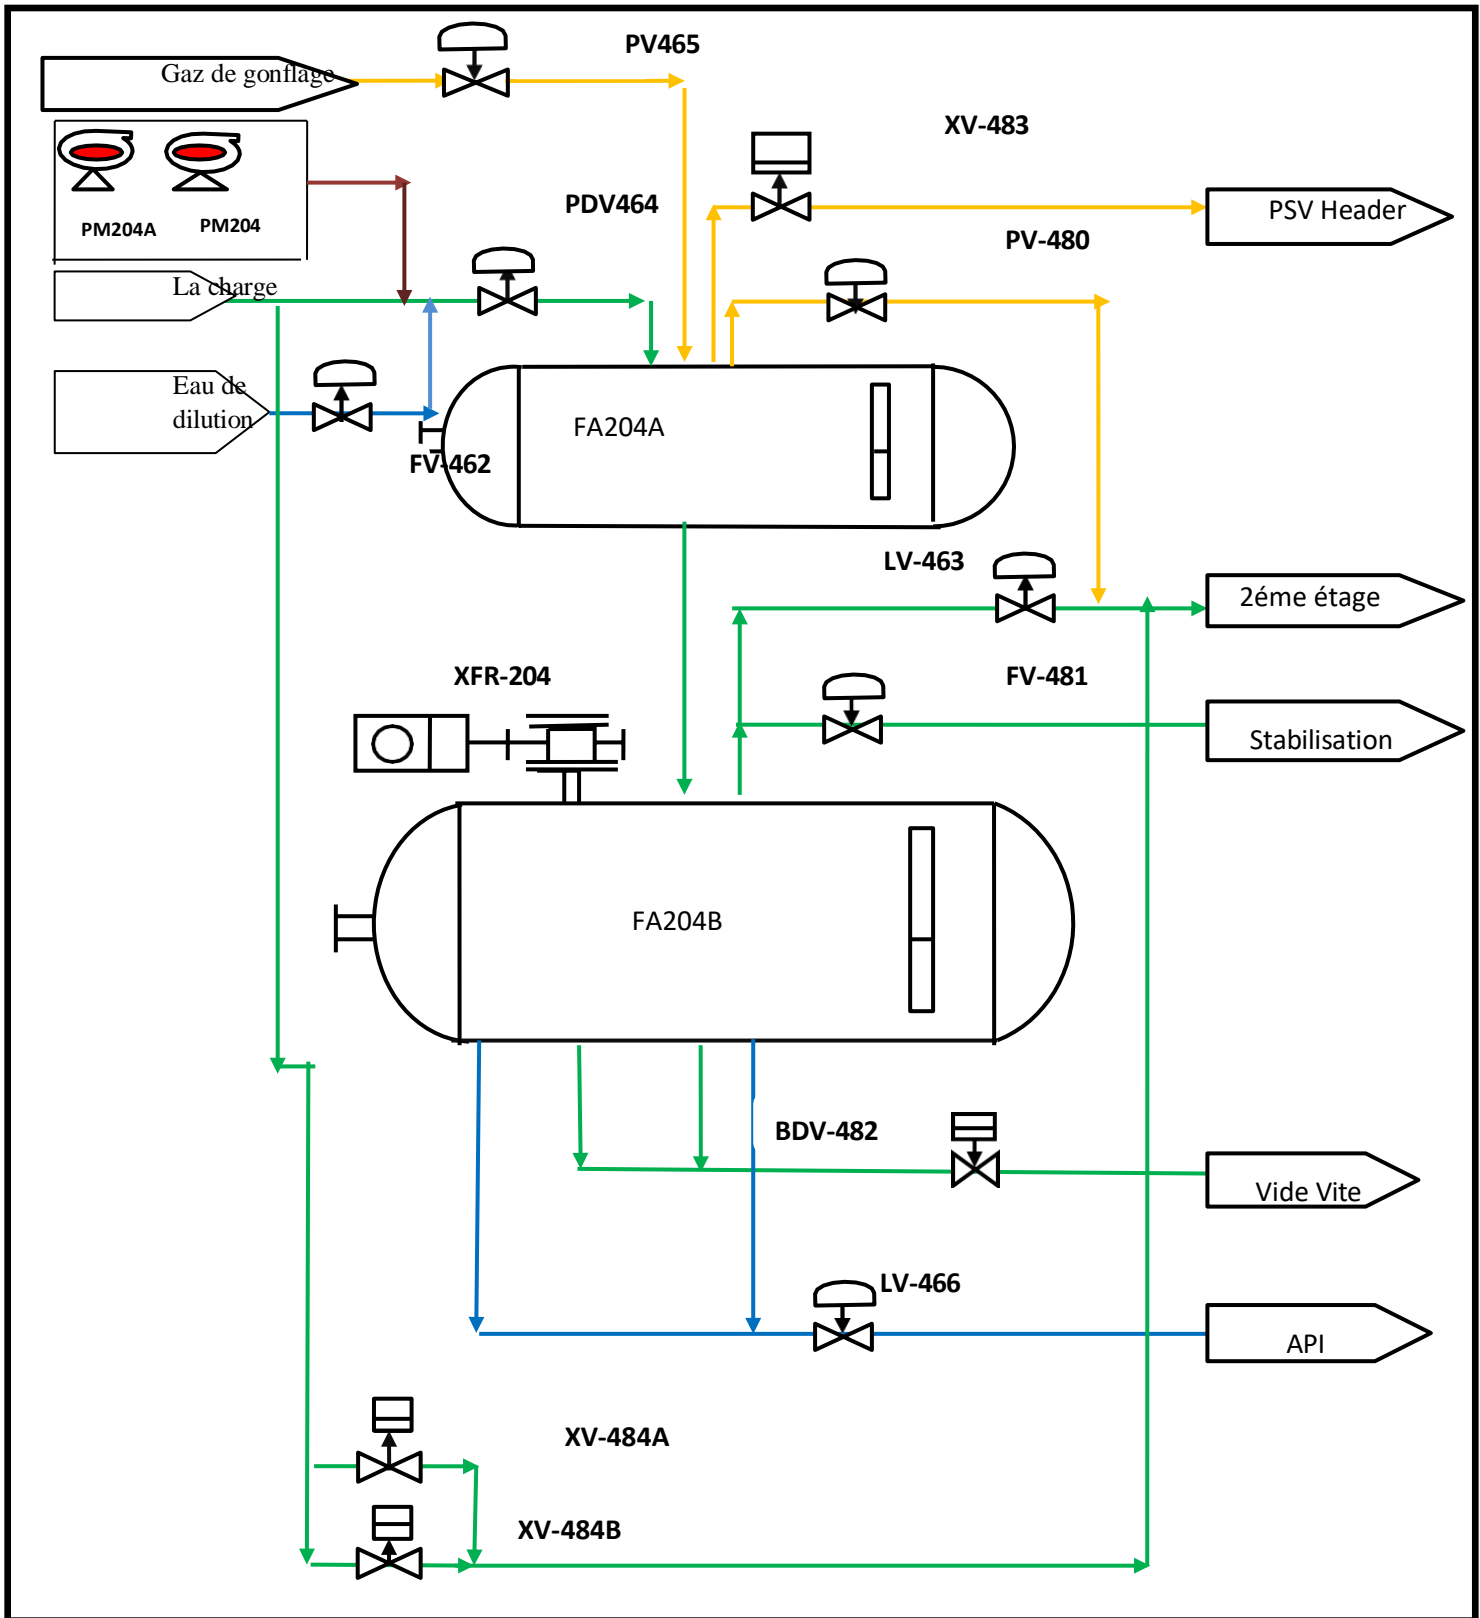 PV465
Gaz de gonflage
XV-483
PM204A
PM204
PDV464
PSV Header
PV-480
La charge
Eau de
dilution
FA204A
FV-462
LV-463
2éme étage
XFR-204
FV-481
Stabilisation
FA204B
BDV-482
Vide Vite
LV-466
API
XV-484A
XV-484B